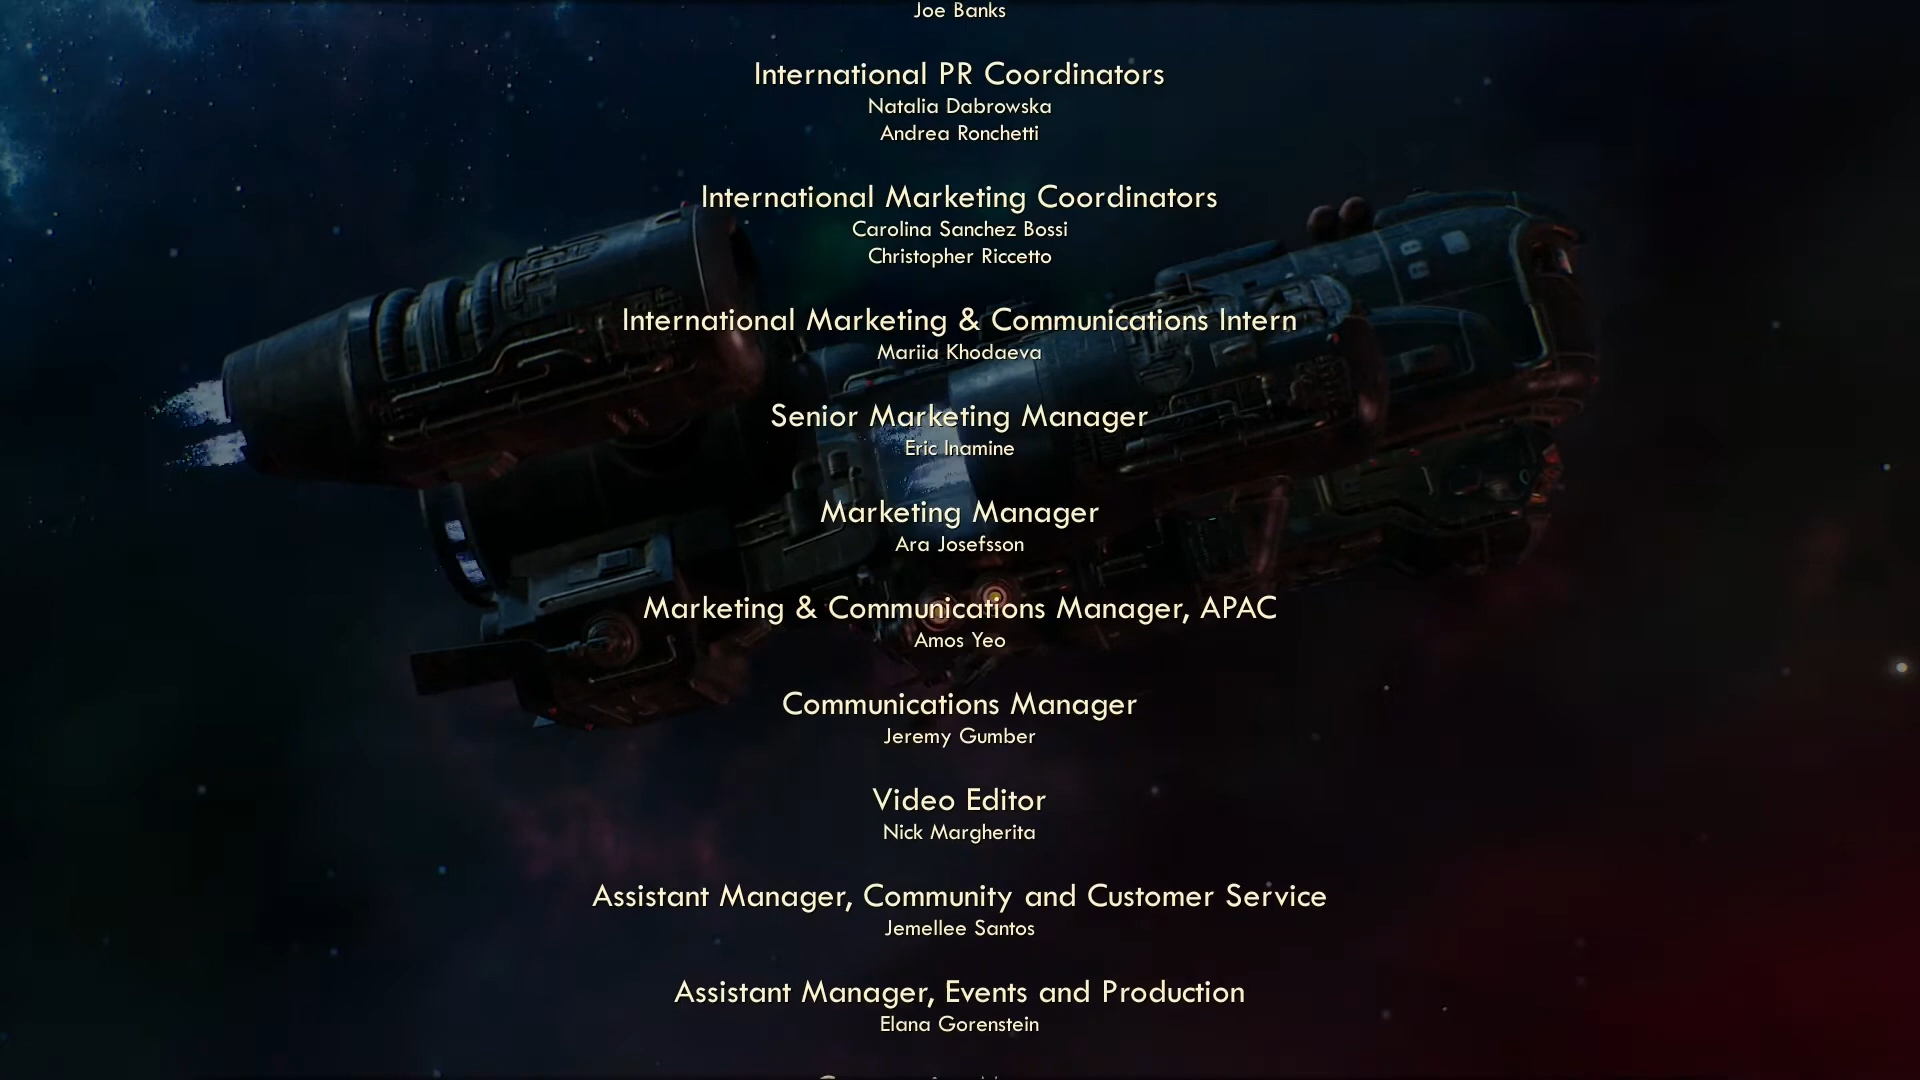 Joe Banks
International PR Coordinators
Natalia Dabrowska
Andrea Ronchetti
International Marketing Coordinators
Carolina Sanchez Bossi
Christopher Riccetto
International Marketing & Communications Intern
Mariia Khodaeva
Senior Marketing Manager
Eric Inamine
Marketing Manager
Ara Josefsson
Marketing & Communications Manager, APAC
Amos Yeo
Communications Manager
Jeremy Gumber
Video Editor
Nick Margherita
Assistant Manager, Community and Customer Service
Jemellee Santos
Assistant Manager, Events and Production
Elana Gorenstein